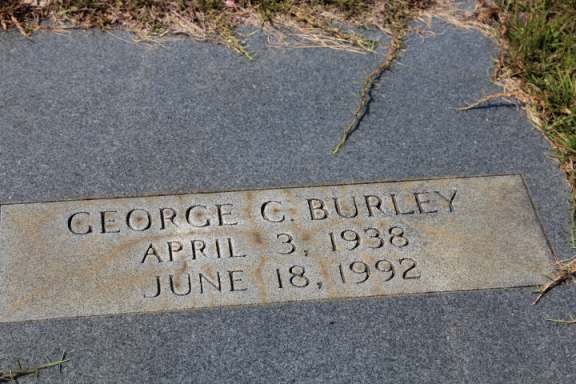 GEORGE C. BURLEY
APRIL 3, 1938
JUNE 18, 1992